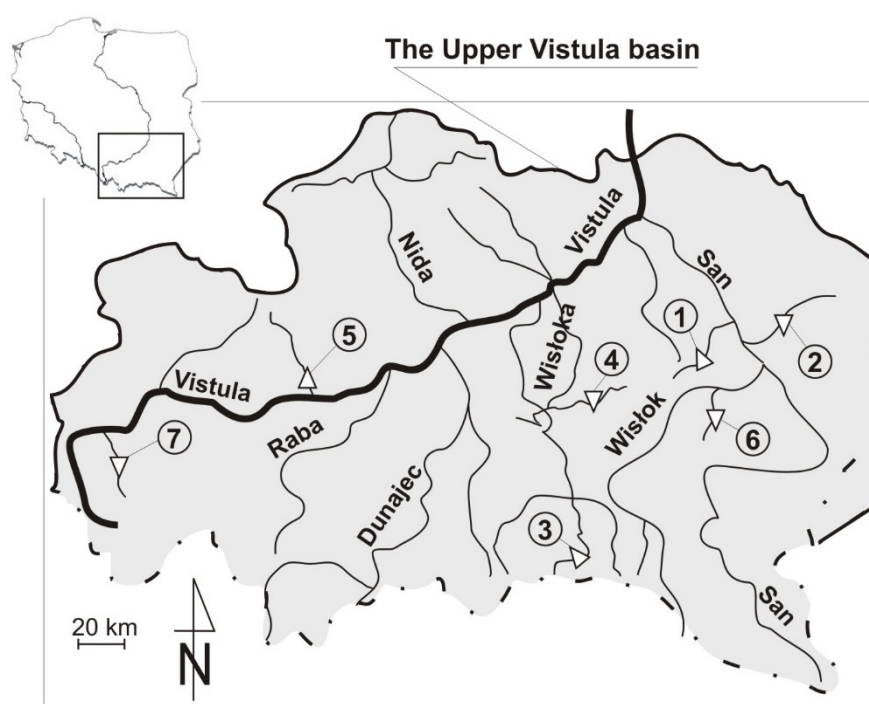 The Upper Vistula basin
Vistula
Nida
San
1
2
5
Wisłoka
4
Vistula
Wisłok
6
Raba
7
Dunajec
3
San
20 km
N